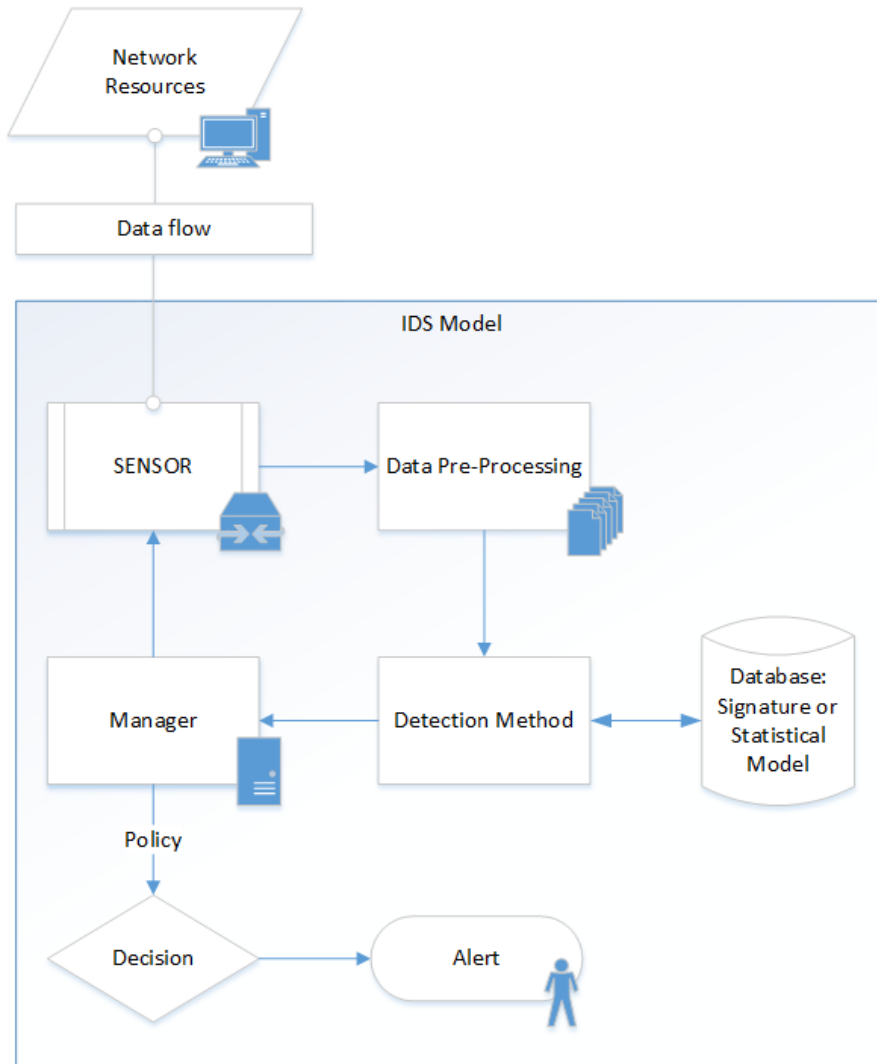 Network
Resources
Data flow
IDS Model
SENSOR
Data Pre-Processing
Manager
Detection Method
Database:
Signature or
Statistical
Model
Policy
Decision
Alert